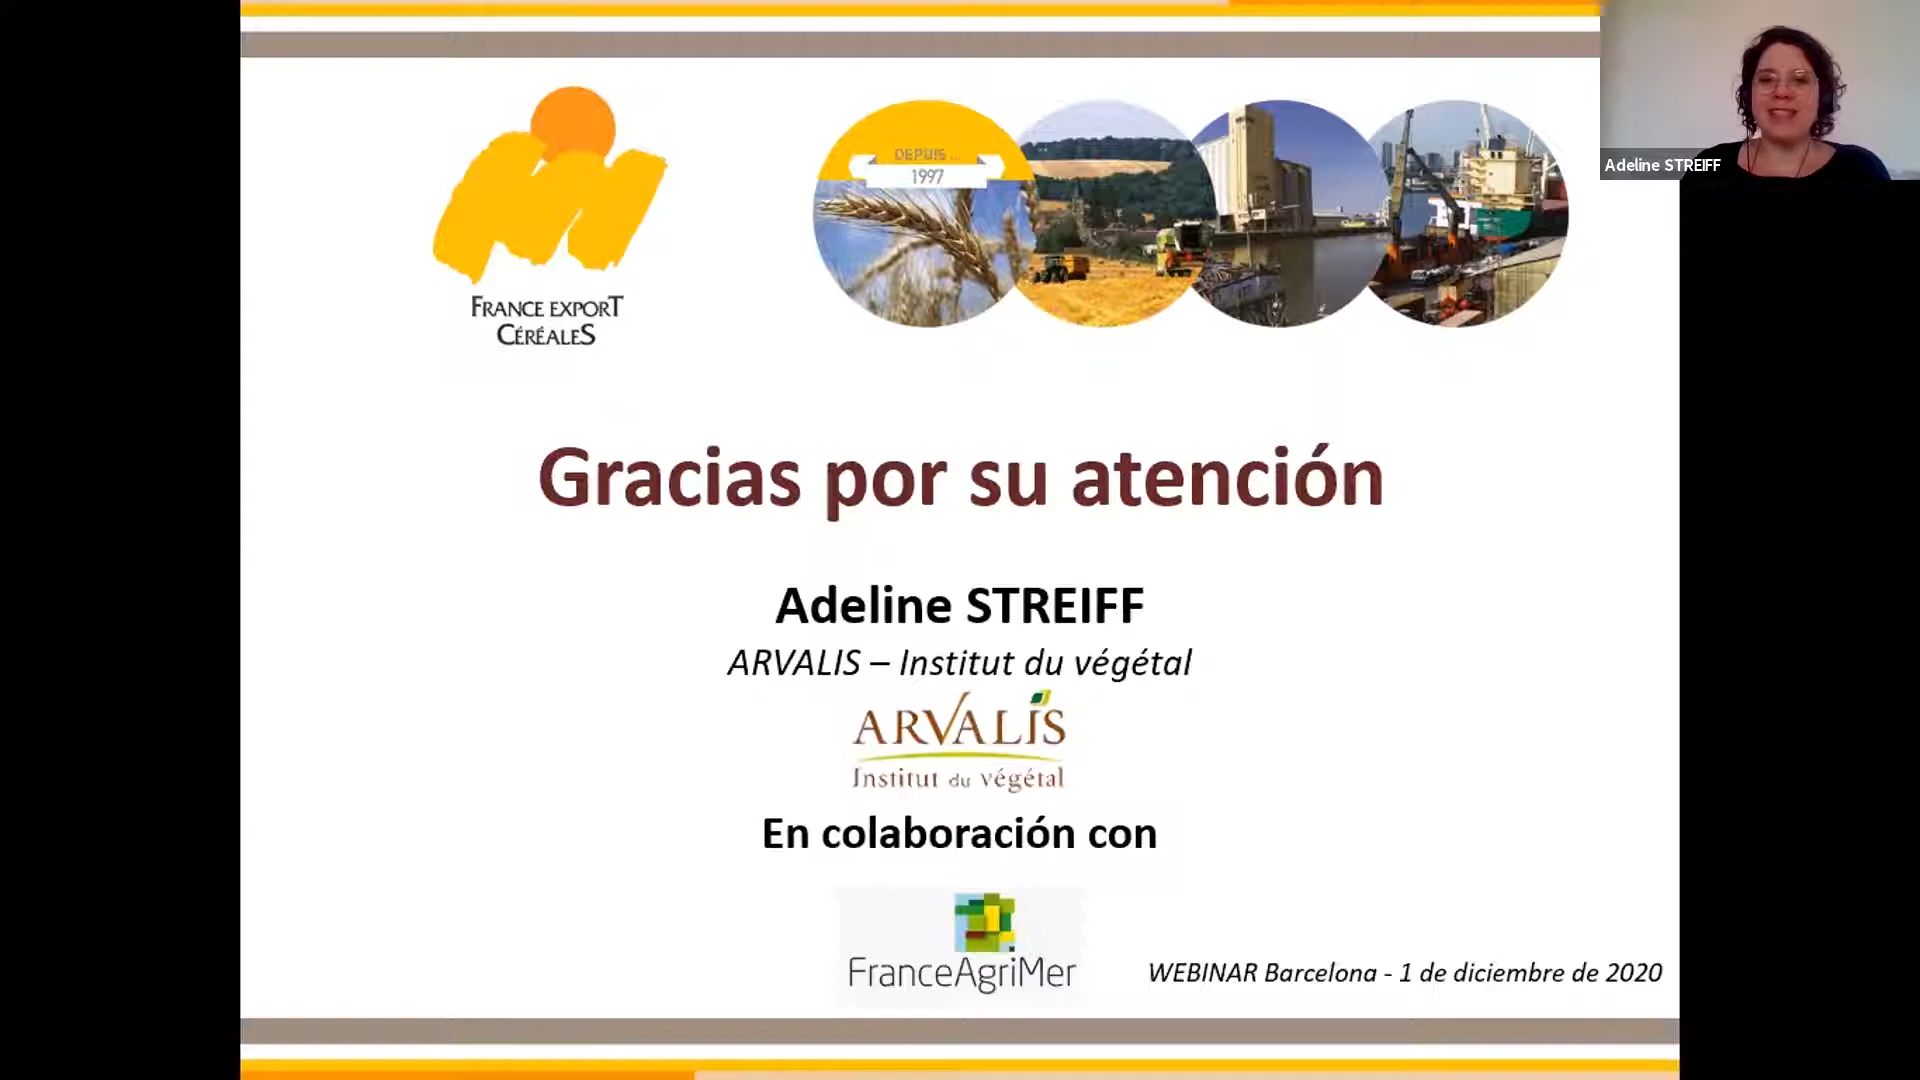 DEPUIS ...
1997
Adeline STREIFF
FRANCE EXPORT
CÉRÉALES
Gracias por su atención
Adeline STREIFF
ARVALIS – Institut du végétal
ARVALIS
Institut du végétal
En colaboración con
FranceAgriMer
WEBINAR Barcelona - 1 de diciembre de 2020